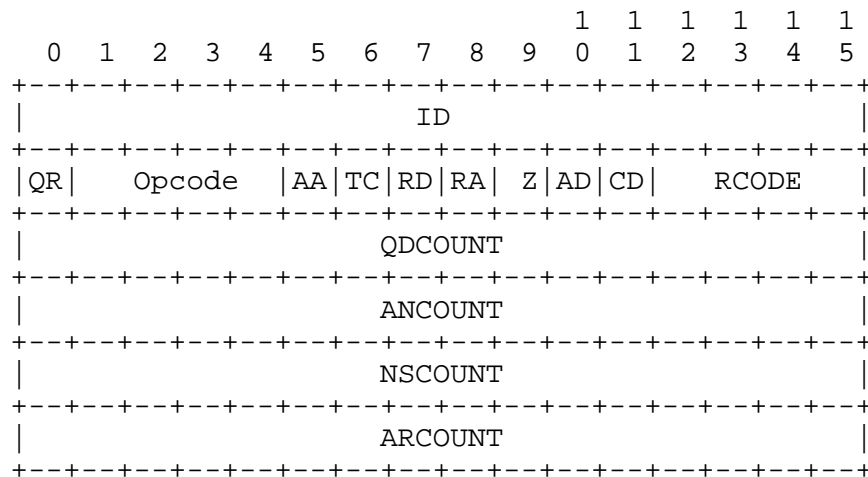 1  1  1  1  1  1
  0  1  2  3  4  5  6  7  8  9  0  1  2  3  4  5
+--+--+--+--+--+--+--+--+--+--+--+--+--+--+--+--+
|                      ID                       |
+--+--+--+--+--+--+--+--+--+--+--+--+--+--+--+--+
|QR|   Opcode  |AA|TC|RD|RA| Z|AD|CD|   RCODE   |
+--+--+--+--+--+--+--+--+--+--+--+--+--+--+--+--+
|                    QDCOUNT                    |
+--+--+--+--+--+--+--+--+--+--+--+--+--+--+--+--+
|                    ANCOUNT                    |
+--+--+--+--+--+--+--+--+--+--+--+--+--+--+--+--+
|                    NSCOUNT                    |
+--+--+--+--+--+--+--+--+--+--+--+--+--+--+--+--+
|                    ARCOUNT                    |
+--+--+--+--+--+--+--+--+--+--+--+--+--+--+--+--+